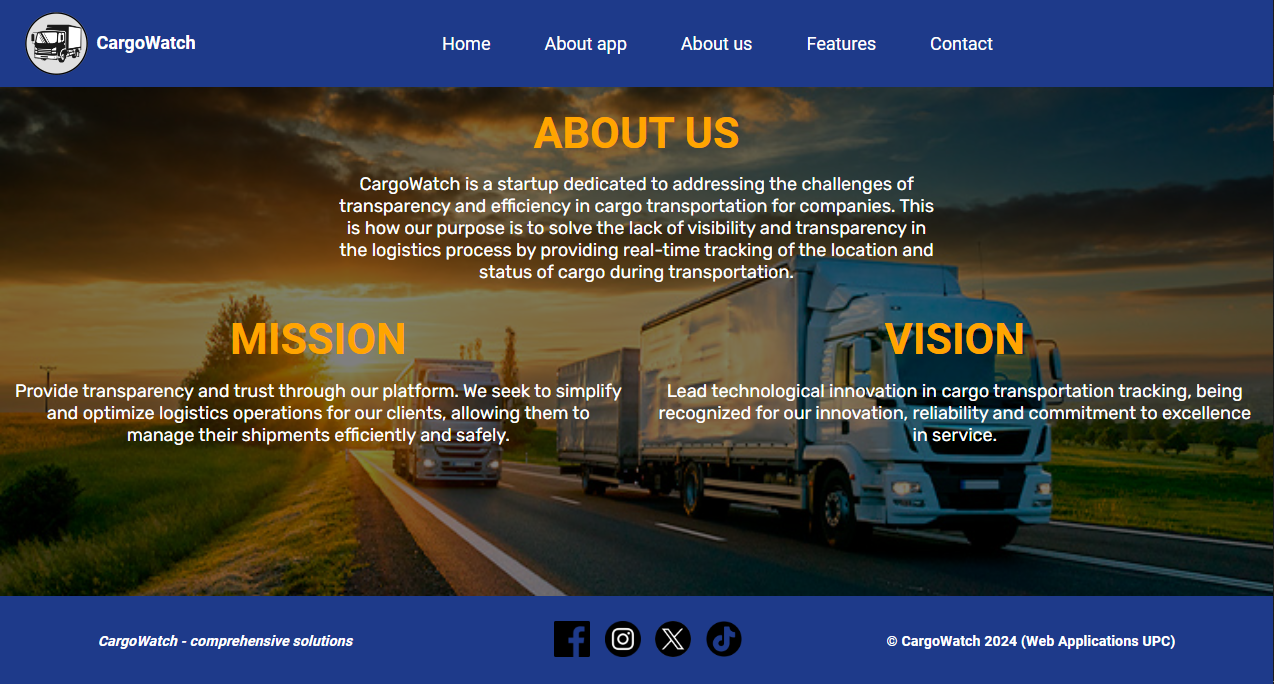 CargoWatch
Home
About app
About us
Features
Contact
ABOUT US
CargoWatch is a startup dedicated to addressing the challenges of
transparency and efficiency in cargo transportation for companies. This
is how our purpose is to solve the lack of visibility and transparency in
the logistics process by providing real-time tracking of the location and
status of cargo during transportation.
MISSION
Provide transparency and trust through our platform. We seek to simplify
and optimize logistics operations for our clients, allowing them to
manage their shipments efficiently and safely.
VISION
Lead technological innovation in cargo transportation tracking, being
recognized for our innovation, reliability and commitment to excellence
in service.
CargoWatch - comprehensive solutions
© CargoWatch 2024 (Web Applications UPC)